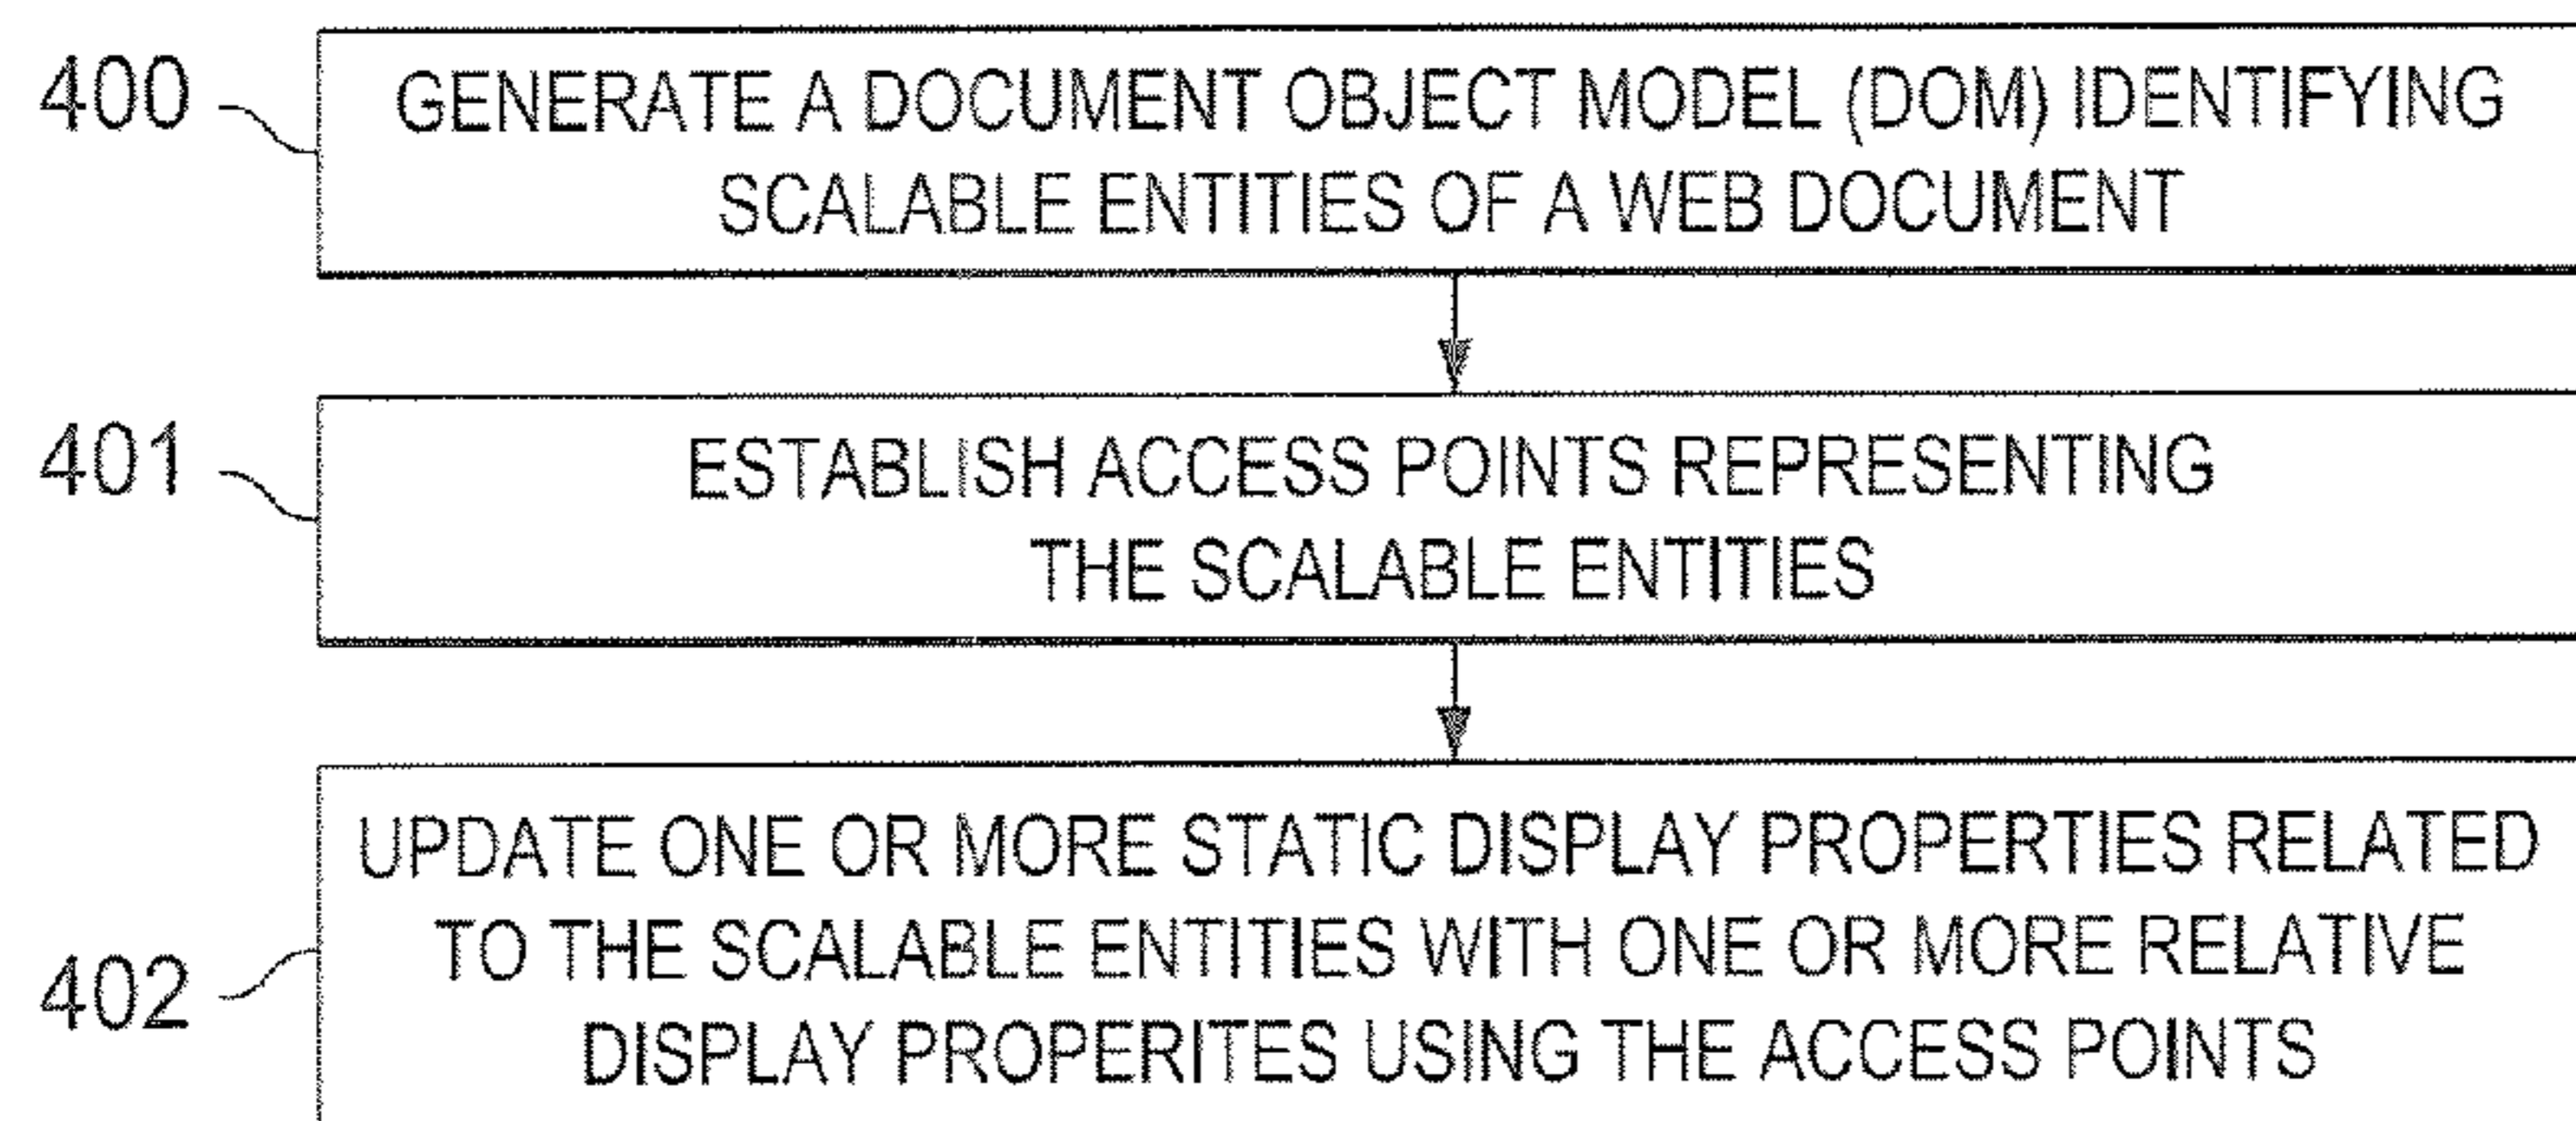 400
GENERATE A DOCUMENT OBJECT MODEL (DOM) IDENTIFYING
SCALABLE ENTITIES OF A WEB DOCUMENT
401
ESTABLISH ACCESS POINTS REPRESENTING
THE SCALABLE ENTITIES
402
UPDATE ONE OR MORE STATIC DISPLAY PROPERTIES RELATED
TO THE SCALABLE ENTITIES WITH ONE OR MORE RELATIVE
DISPLAY PROPERITES USING THE ACCESS POINTS